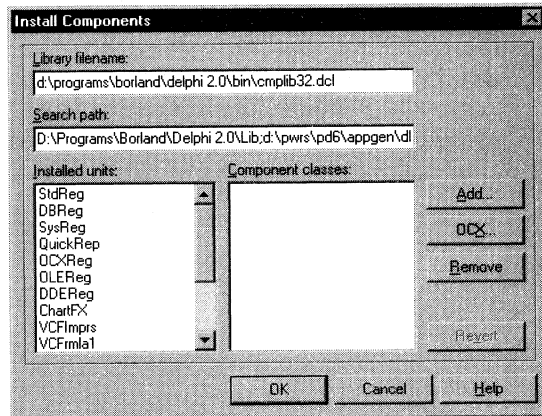 Install Components
Library filename:
d:\programs\borland\delphi 2.0\bin\cmplib32.dcl
Search path:
D:\Programs\Borland\Delphi 2.0\Lib;d:\pwrs\pd6\appgen\dl
Installed units:
StdReg
DBReg
SysReg
QuickRep
OCXReg
OLEReg
DDEReg
ChartFX
VCFImprs
VCFrmla1
Component classes:
Add...
OCX...
Remove
Revert
OK
Cancel
Help